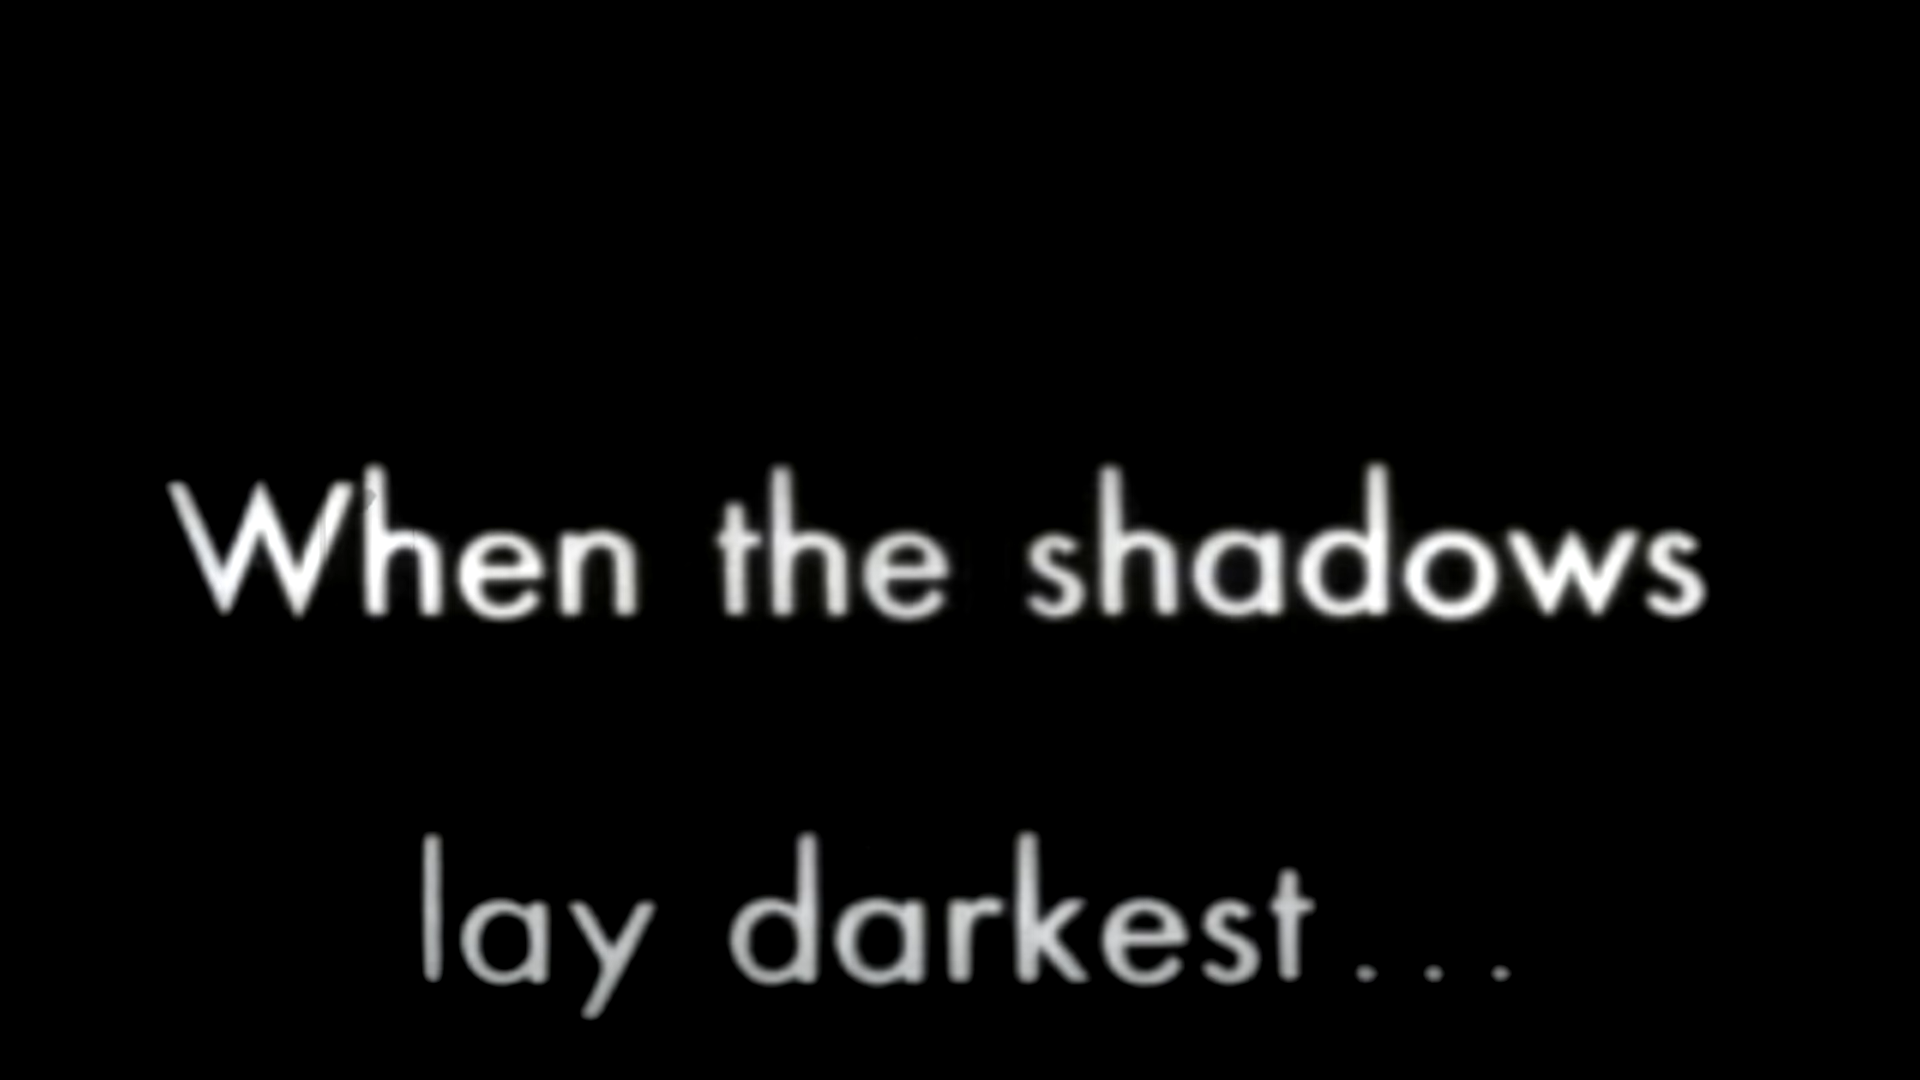 When the shadows
lay darkest . . .